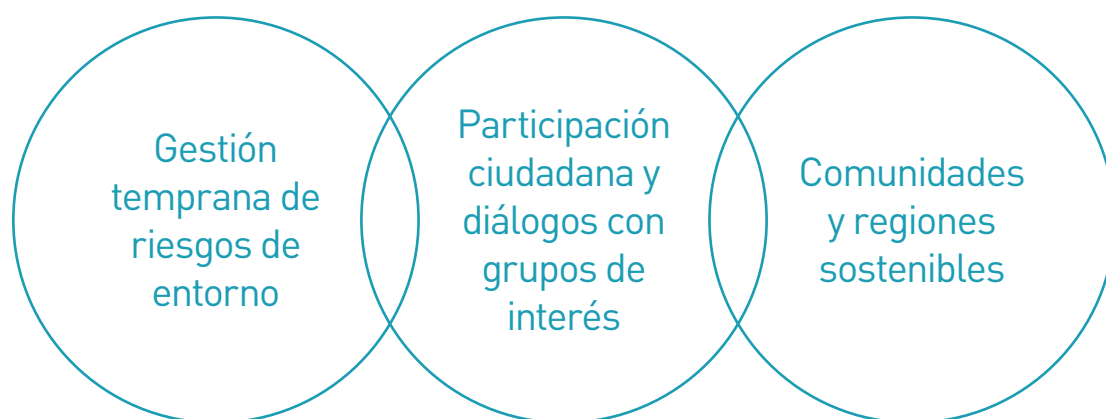 Gestión
temprana de
riesgos de
entorno
Participación
ciudadana y
diálogos con
grupos de
interés
Comunidades
y regiones
sostenibles